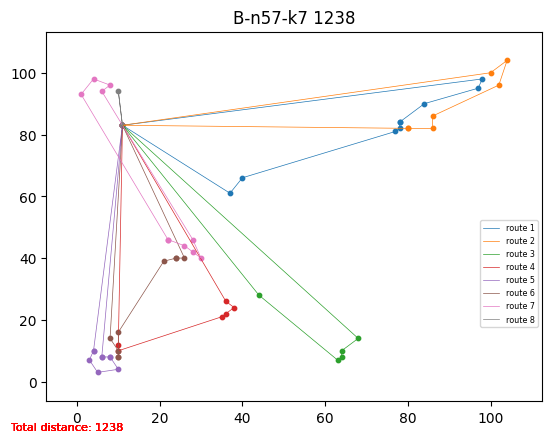 B-n57-k7 1238
100
80
60
40
20
0
0
20
40
60
80
100
route 1
route 2
route 3
route 4
route 5
route 6
route 7
route 8
Total distance: 1238